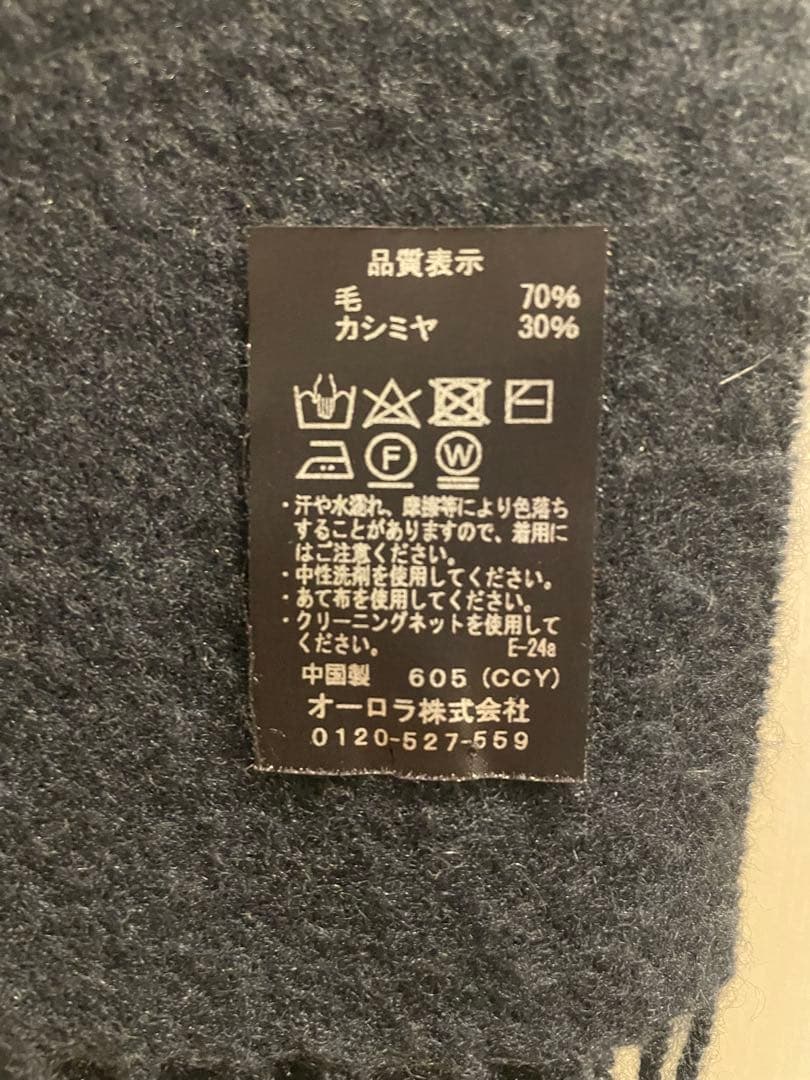 品質表示
毛 70%
カシミヤ 30%
F W
・汗や水濡れ、摩擦等により色落ち
することがありますので、着用に
はご注意ください。
・中性洗剤を使用してください。
・あて布を使用してください。
・クリーニングネットを使用して
ください。 E-24a
中国製 605 (CCY)
オーロラ株式会社
0120-527-559